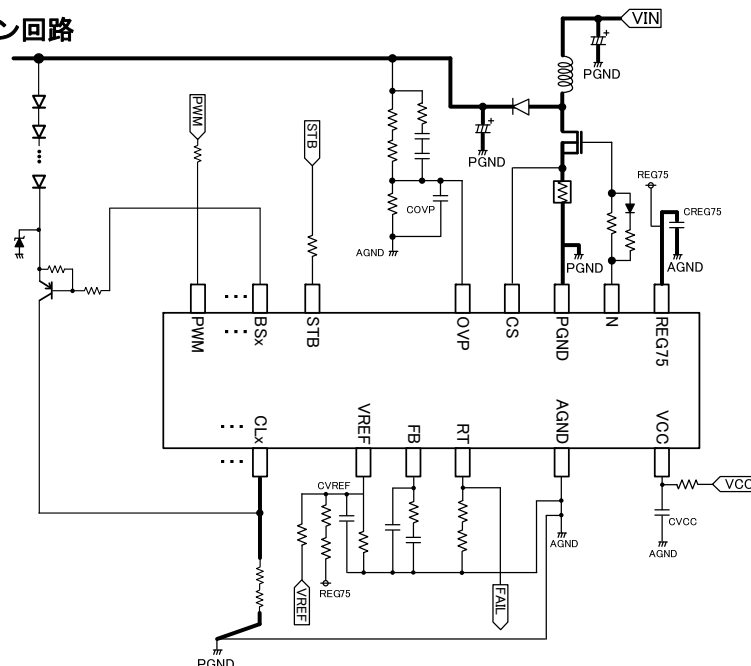 ン回路
VIN
PGND
PWM
STB
PGND
REG75
CREG75
COVP
AGND
PGND
AGND
PWM
BSx
STB
OVP
CS
PGND
N
REG75
CLx
VREF
FB
RT
AGND
VCC
CVREF
VCC
CVCC
AGND
AGND
REG75
VREF
FAIL
PGND